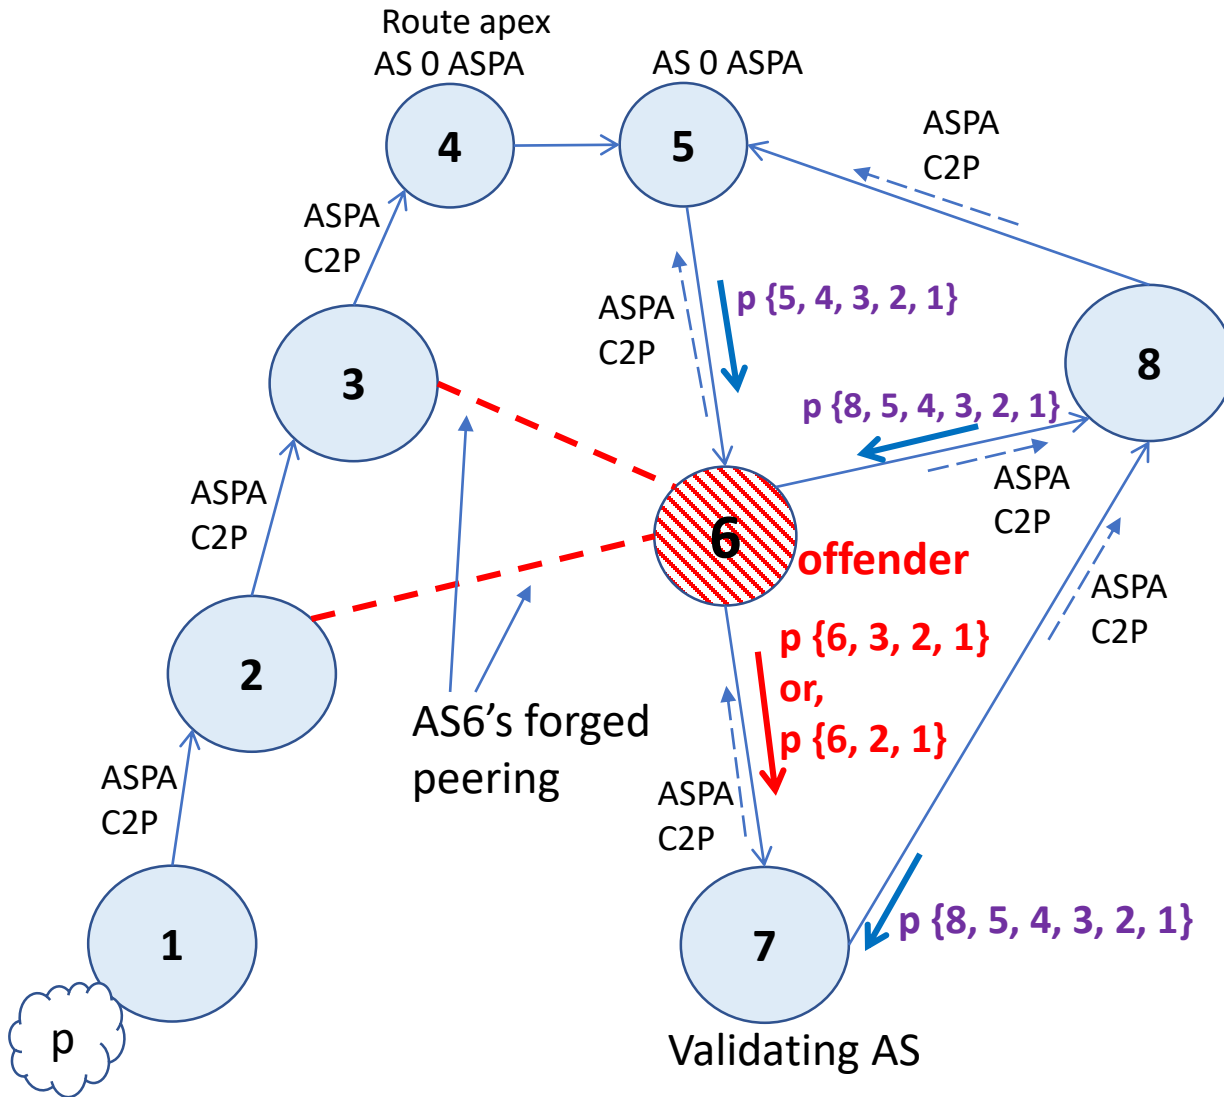 Route apex
AS 0 ASPA
AS 0 ASPA
4
5
ASPA
C2P
ASPA
C2P
ASPA
C2P
p {5, 4, 3, 2, 1}
3
8
p {8, 5, 4, 3, 2, 1}
ASPA
C2P
ASPA
C2P
6
offender
ASPA
C2P
2
p {6, 3, 2, 1}
or,
p {6, 2, 1}
AS6’s forged
peering
ASPA
C2P
ASPA
C2P
p {8, 5, 4, 3, 2, 1}
1
7
p
Validating AS